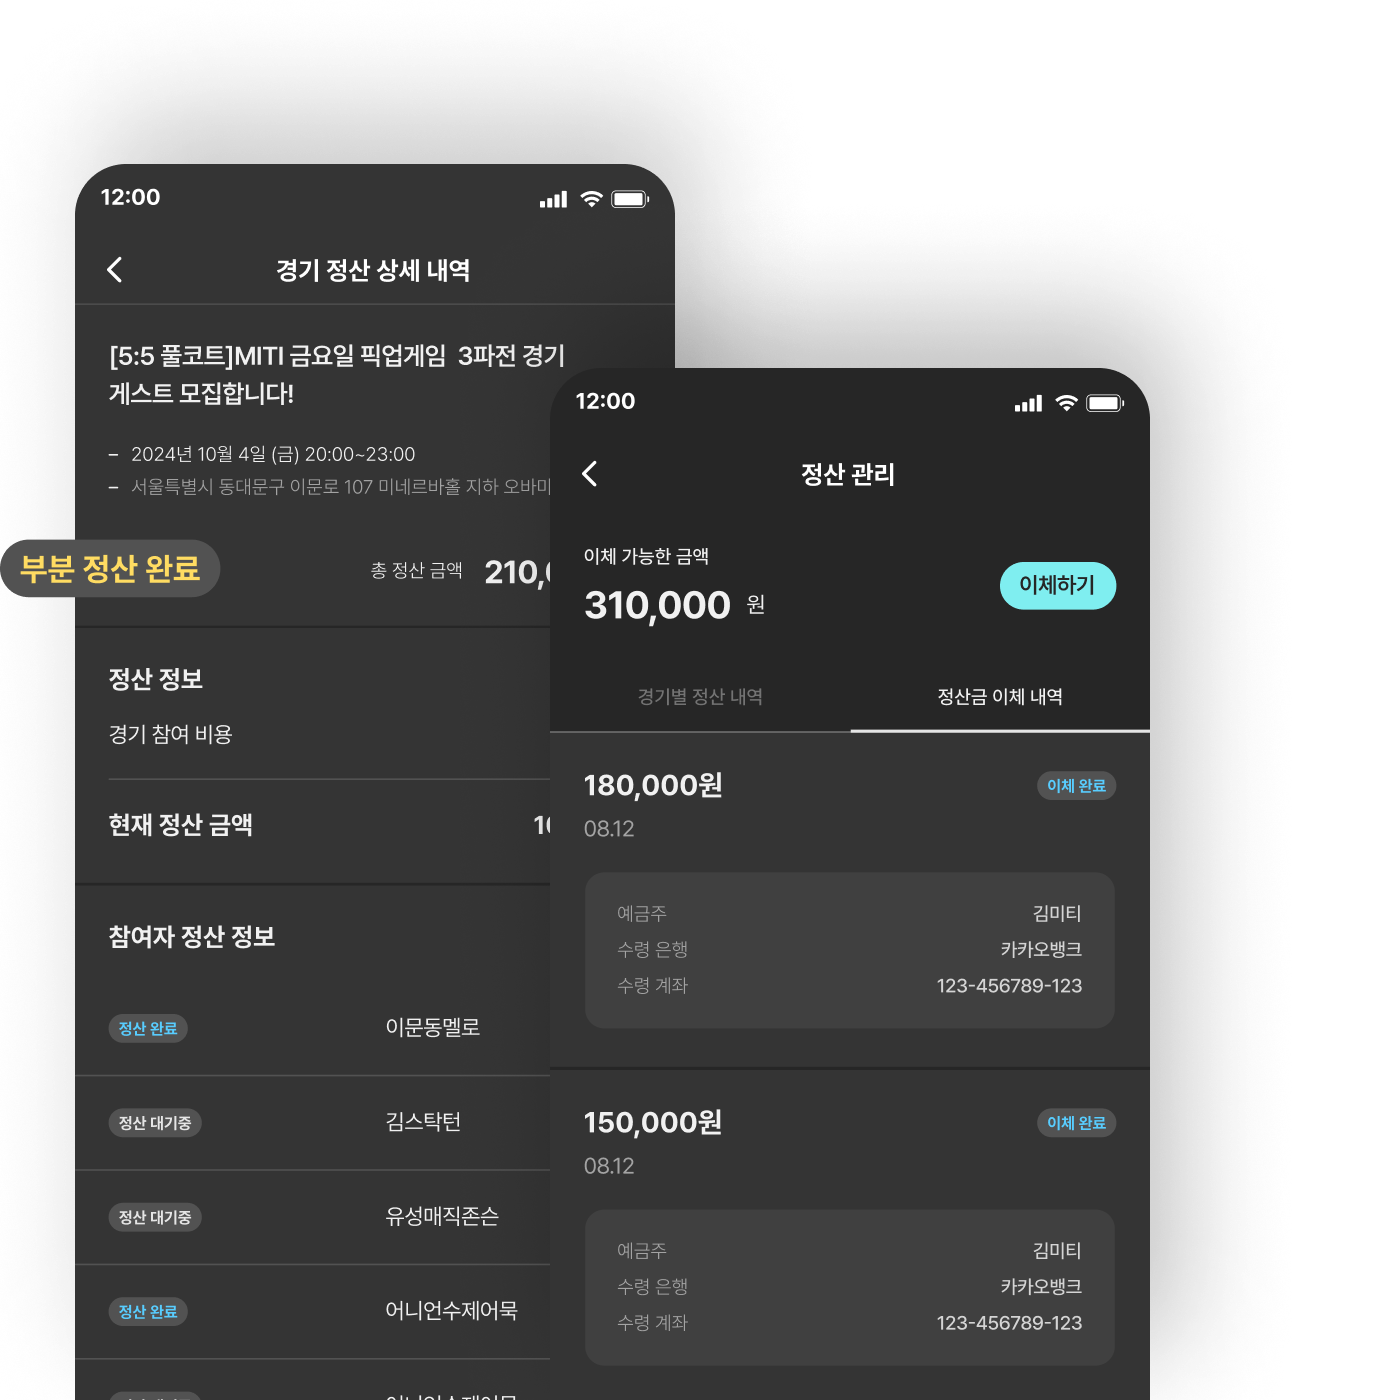 12:00
경기 정산 상세 내역
[5:5 풀코트]MITI 금요일 픽업게임 3파전 경기
게스트 모집합니다!
– 2024년 10월 4일 (금) 20:00~23:00
– 서울특별시 동대문구 이문로 107 미네르바홀 지하 오바마
부분 정산 완료
총 정산 금액 210,
정산 정보
경기 참여 비용
현재 정산 금액
참여자 정산 정보
정산 완료 이문동멜로
정산 대기중 김스탁턴
정산 대기중 유성매직존슨
정산 완료 어니언수제어묵
12:00
정산 관리
이체 가능한 금액
310,000 원
이체하기
경기별 정산 내역 정산금 이체 내역
180,000원 이체 완료
08.12
예금주 김미티
수령 은행 카카오뱅크
수령 계좌 123-456789-123
150,000원 이체 완료
08.12
예금주 김미티
수령 은행 카카오뱅크
수령 계좌 123-456789-123